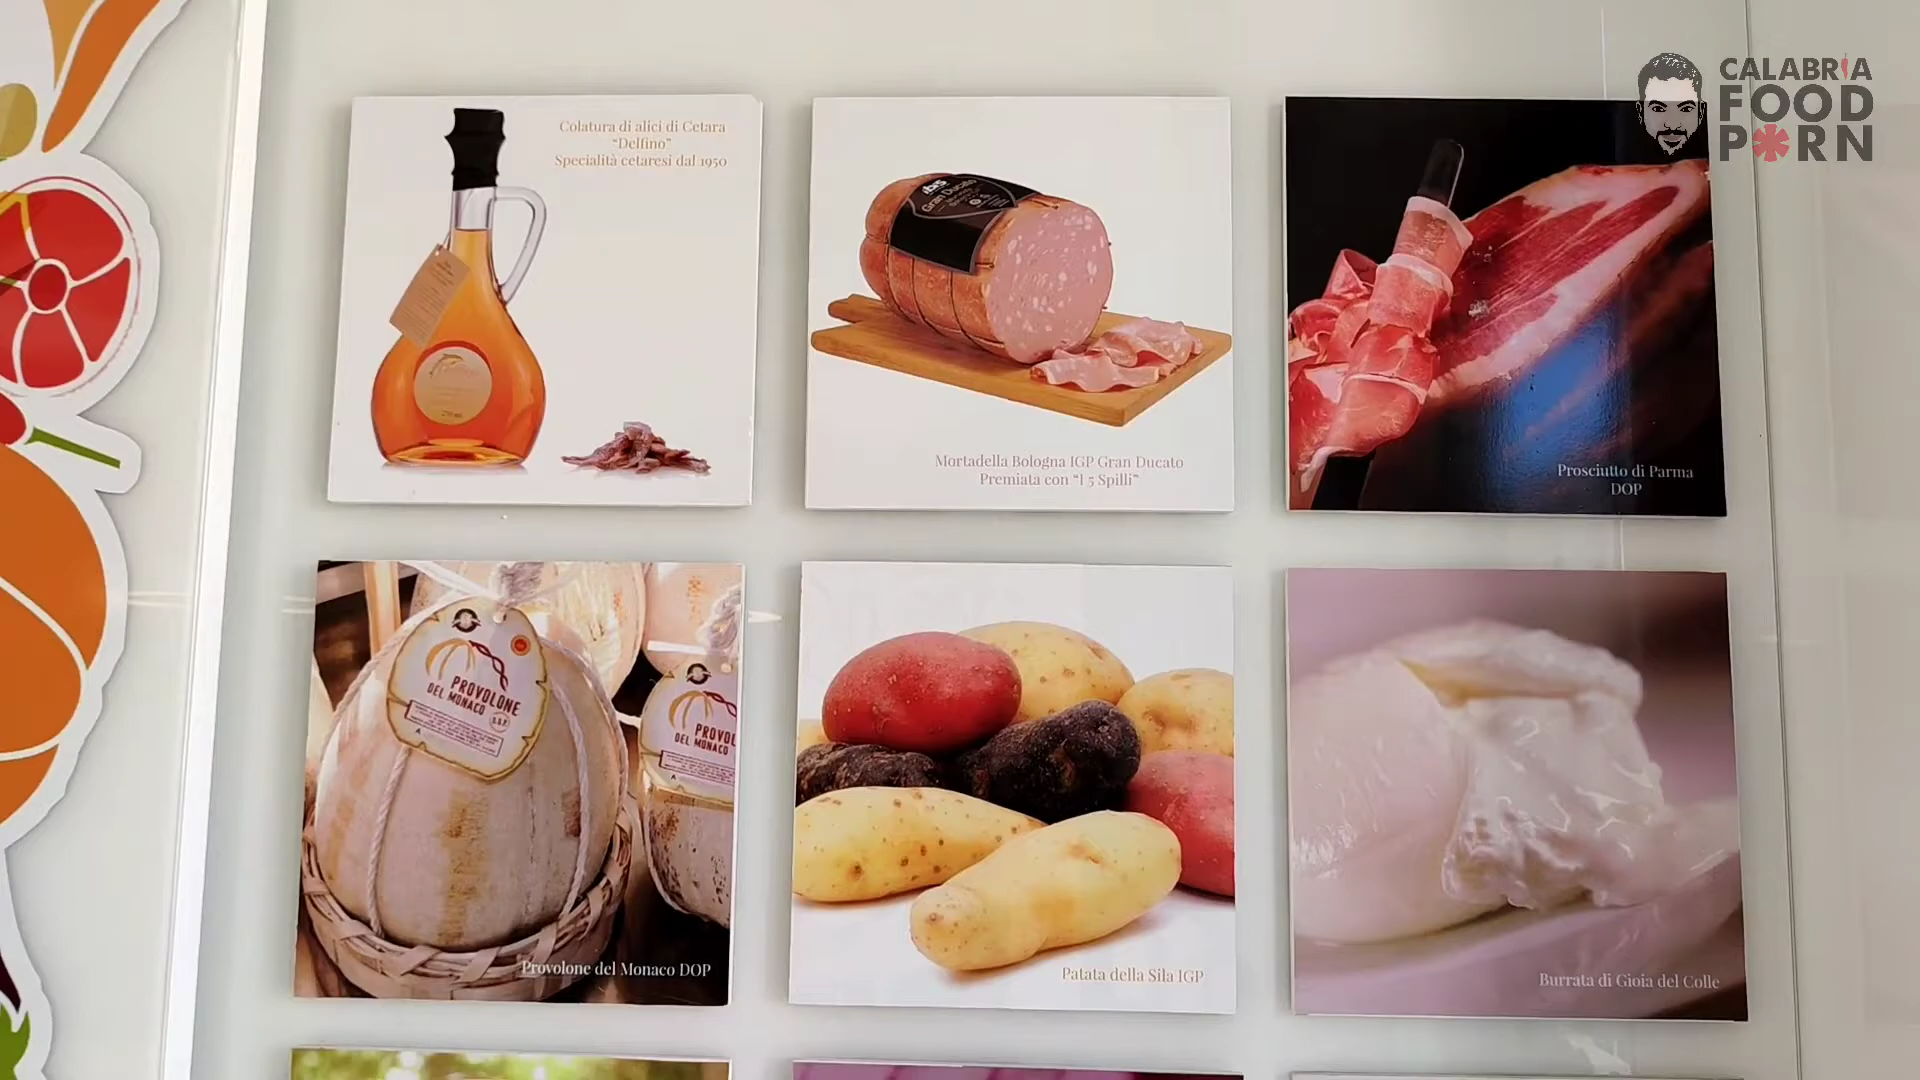 CALABRIA
FOOD
PORN
Colatura di alici di Cetara
“Delfino”
Specialità cetaresi dal 1950
ibis
Gran Ducato
Mortadella Bologna IGP Gran Ducato
Premiata con “I 5 Spilli”
Prosciutto di Parma
DOP
PROVOLONE
DEL MONACO
PROVOL
DEL MONACO
Provolone del Monaco DOP
Patata della Sila IGP
Burrata di Gioia del Colle